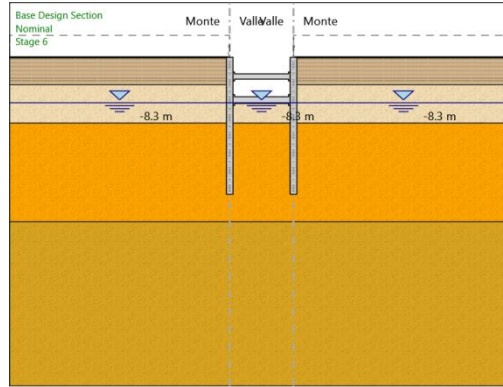 Base Design Section
Nominal
Stage 6
Monte Valle Valle Monte
-8.3 m -8.3 m -8.3 m